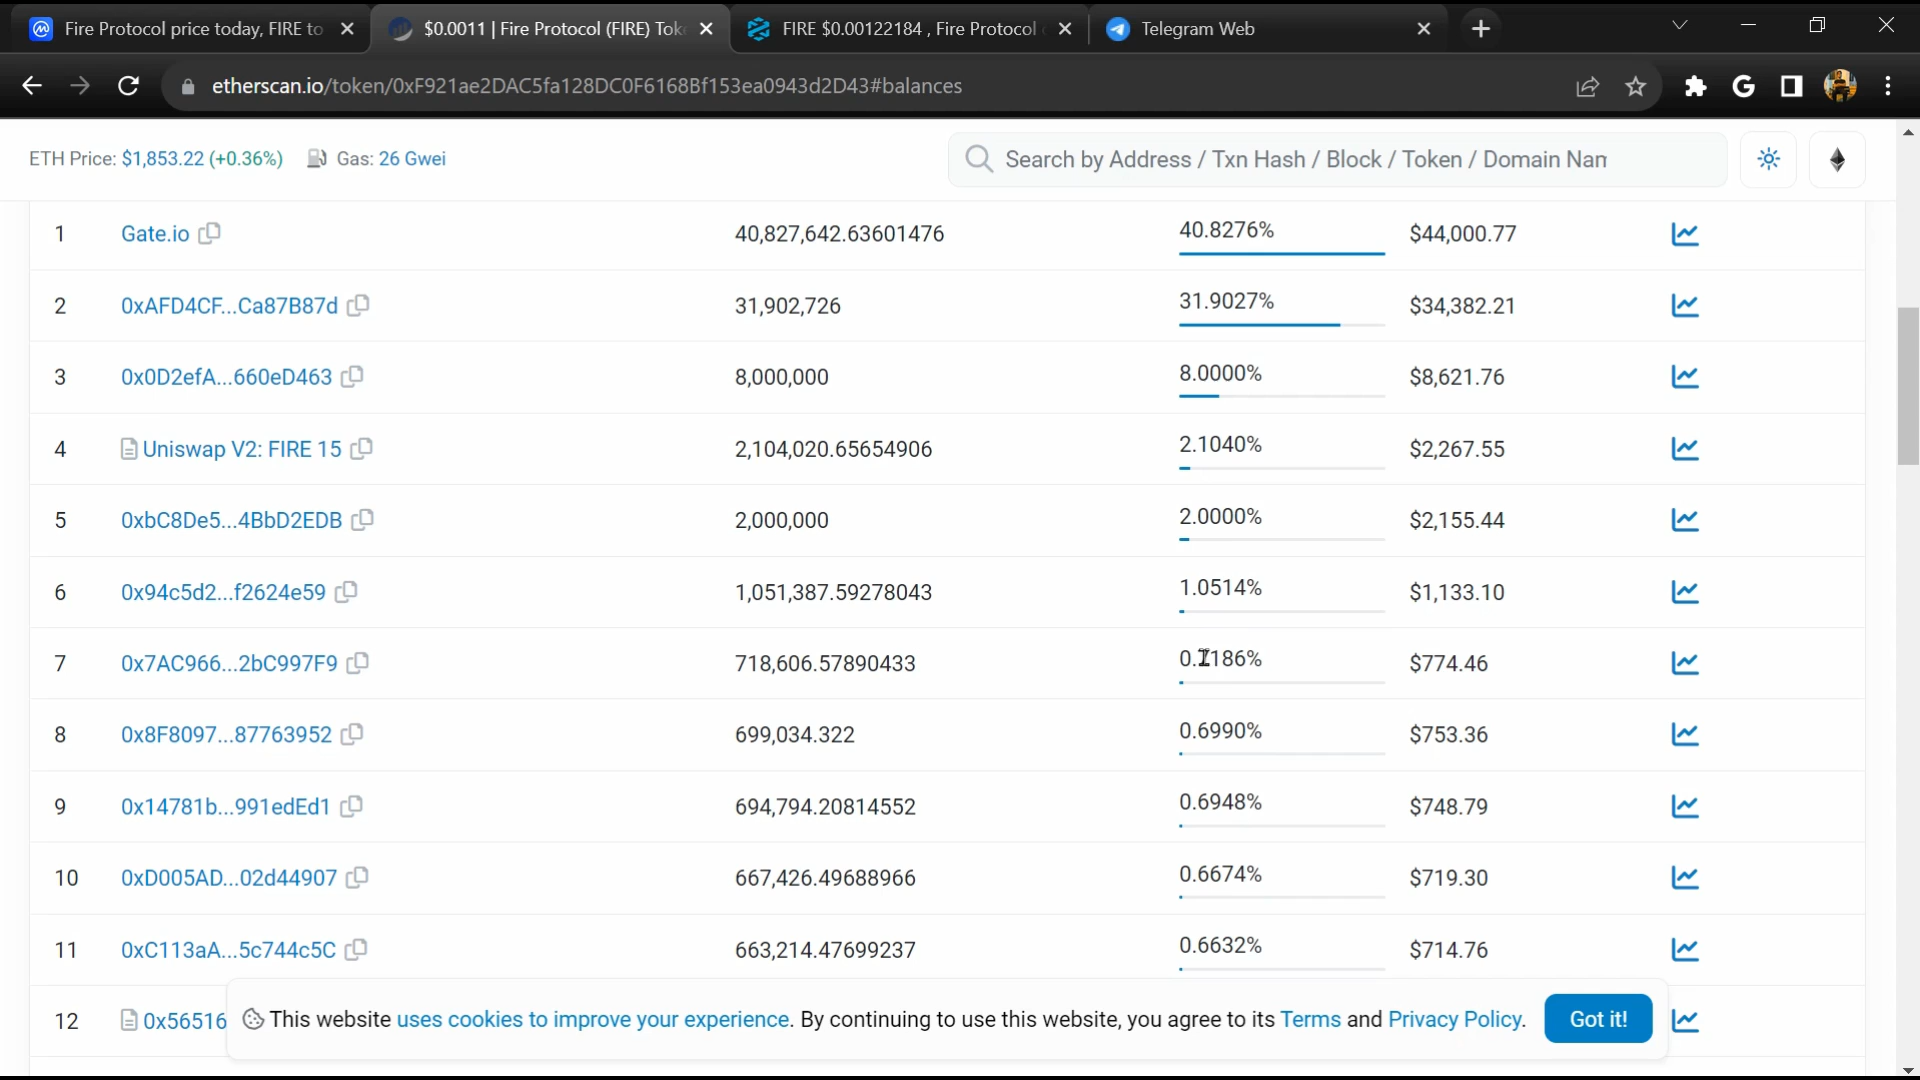 Fire Protocol price today, FIRE to
$0.0011 | Fire Protocol (FIRE) Tok
FIRE $0.00122184 , Fire Protocol
Telegram Web
etherscan.io/token/0xF921ae2DAC5fa128DC0F6168Bf153ea0943d2D43#balances
ETH Price: $1,853.22 (+0.36%) Gas: 26 Gwei
Search by Address / Txn Hash / Block / Token / Domain Nam
1 Gate.io 40,827,642.63601476 40.8276% $44,000.77
2 0xAFD4CF...Ca87B87d 31,902,726 31.9027% $34,382.21
3 0x0D2efA...660eD463 8,000,000 8.0000% $8,621.76
4 Uniswap V2: FIRE 15 2,104,020.65654906 2.1040% $2,267.55
5 0xbC8De5...4BbD2EDB 2,000,000 2.0000% $2,155.44
6 0x94c5d2...f2624e59 1,051,387.59278043 1.0514% $1,133.10
7 0x7AC966...2bC997F9 718,606.57890433 0.7186% $774.46
8 0x8F8097...87763952 699,034.322 0.6990% $753.36
9 0x14781b...991edEd1 694,794.20814552 0.6948% $748.79
10 0xD005AD...02d44907 667,426.49688966 0.6674% $719.30
11 0xC113aA...5c744c5C 663,214.47699237 0.6632% $714.76
12 0x56516
This website uses cookies to improve your experience. By continuing to use this website, you agree to its Terms and Privacy Policy. Got it!